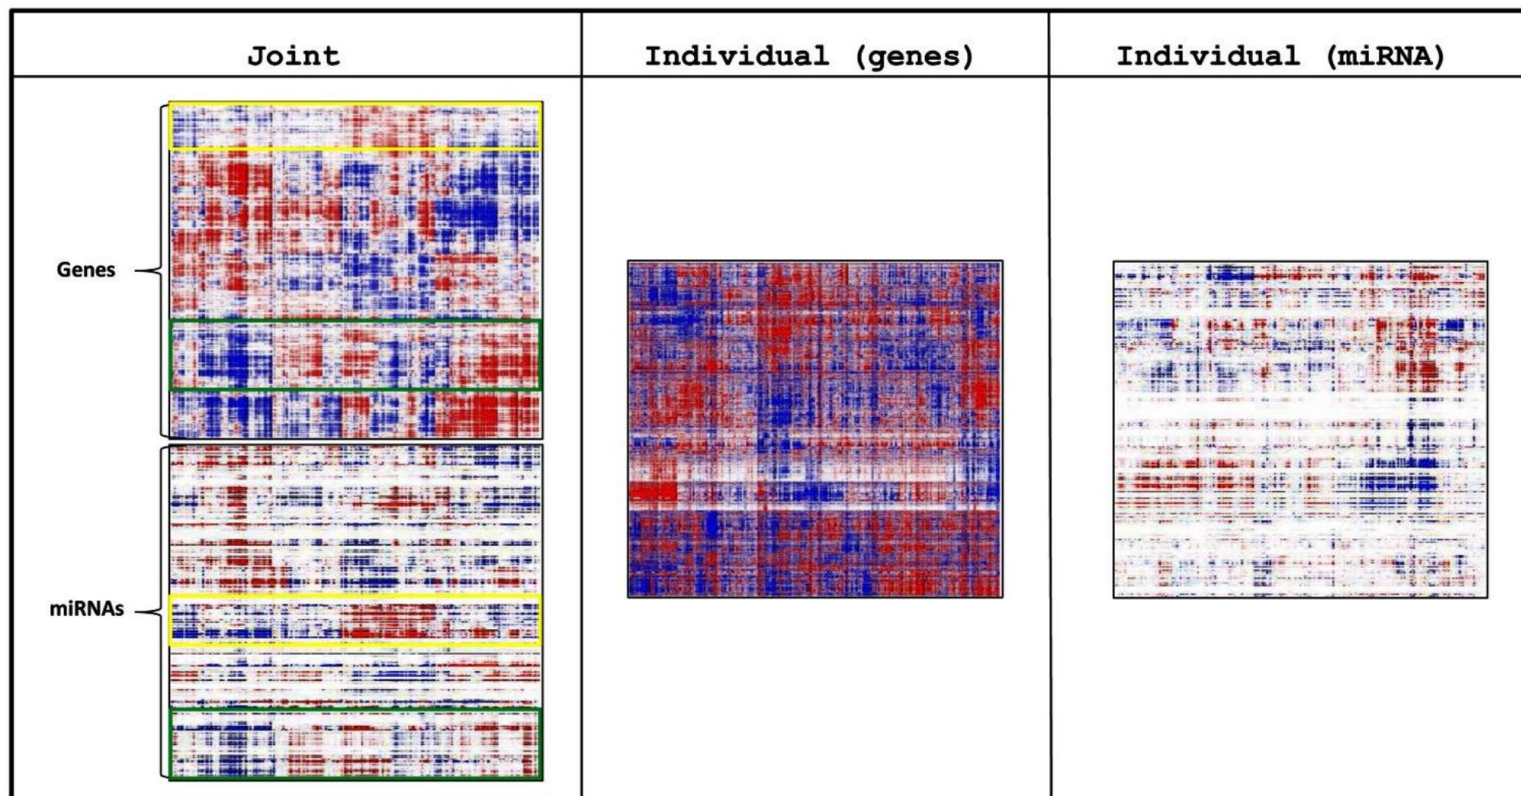 Joint
Individual (genes)
Individual (miRNA)
Genes
miRNAs